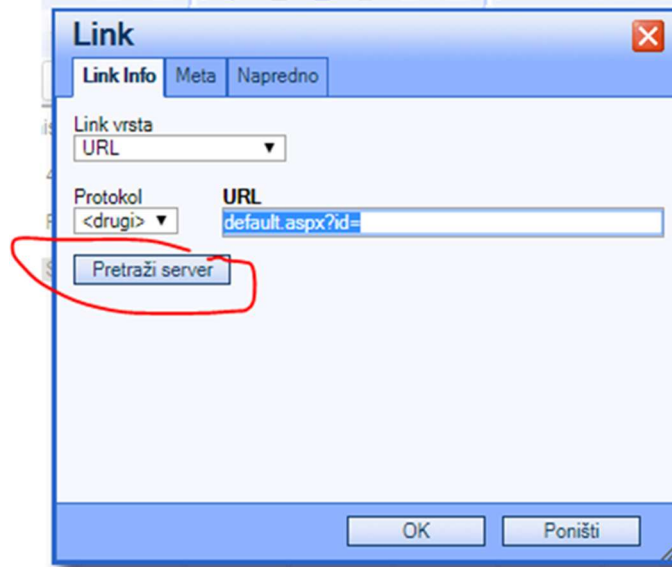 Link
Link Info Meta Napredno
Link vrsta
URL
Protokol URL
<drugi> default.aspx?id=
Pretraži server
OK Poništi